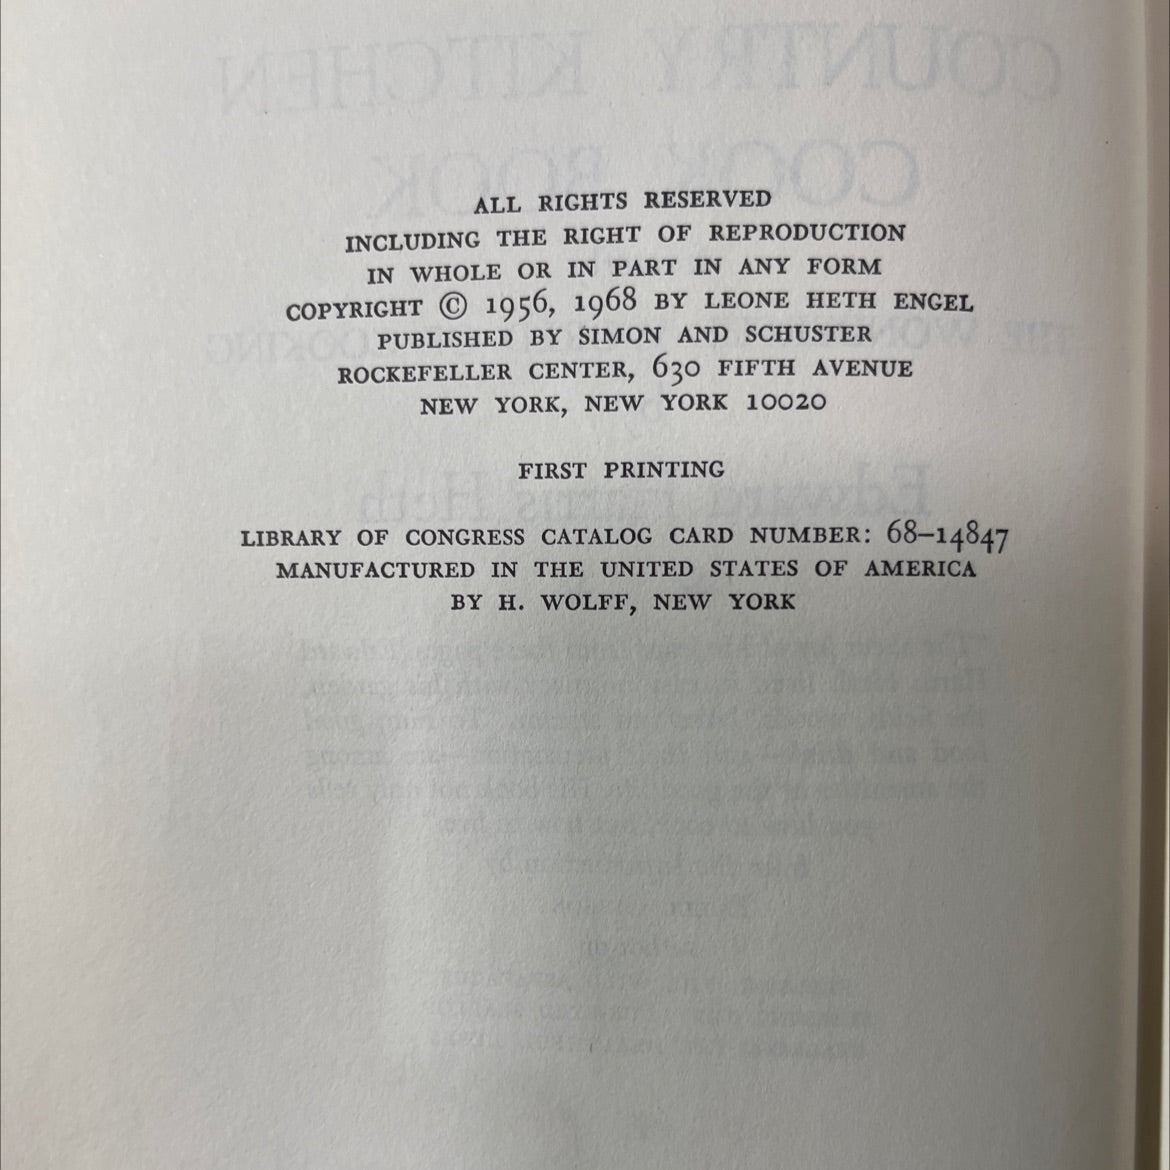 ALL RIGHTS RESERVED
INCLUDING THE RIGHT OF REPRODUCTION
IN WHOLE OR IN PART IN ANY FORM
COPYRIGHT © 1956, 1968 BY LEONE HETH ENGEL
PUBLISHED BY SIMON AND SCHUSTER
ROCKEFELLER CENTER, 630 FIFTH AVENUE
NEW YORK, NEW YORK 10020
FIRST PRINTING
LIBRARY OF CONGRESS CATALOG CARD NUMBER: 68–14847
MANUFACTURED IN THE UNITED STATES OF AMERICA
BY H. WOLFF, NEW YORK